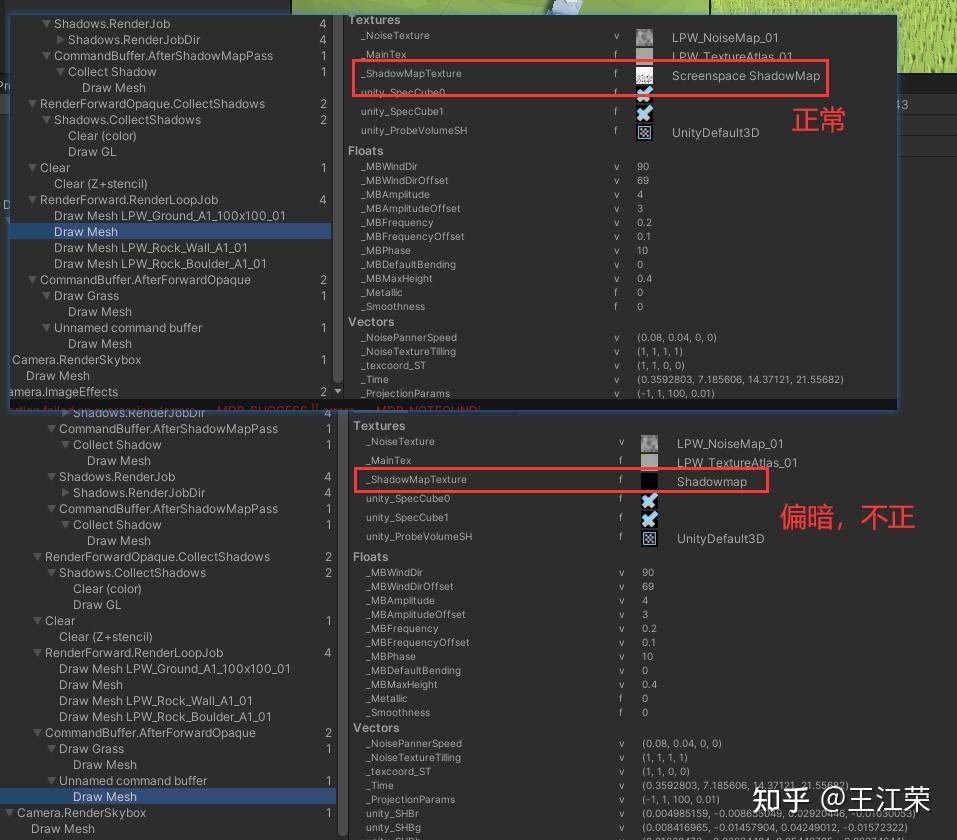 Shadows.RenderJob 4
Shadows.RenderJobDir 4
CommandBuffer.AfterShadowMapPass 1
Collect Shadow 1
Draw Mesh
RenderForwardOpaque.CollectShadows 2
Shadows.CollectShadows 2
Clear (color)
Draw GL
Clear 1
Clear (Z+stencil)
RenderForward.RenderLoopJob 4
Draw Mesh LPW_Ground_A1_100x100_01
Draw Mesh
Draw Mesh LPW_Rock_Wall_A1_01
Draw Mesh LPW_Rock_Boulder_A1_01
CommandBuffer.AfterForwardOpaque 2
Draw Grass 1
Draw Mesh
Unnamed command buffer 1
Draw Mesh
Camera.RenderSkybox 1
Draw Mesh
amera.ImageEffects 2
Textures
_NoiseTexture v LPW_NoiseMap_01
_MainTex f LPW_TextureAtlas_01
_ShadowMapTexture f Screenspace ShadowMap
unity_SpecCube0 f
unity_SpecCube1 f
unity_ProbeVolumeSH f UnityDefault3D
正常
43
Floats
_MBWindDir v 90
_MBWindDirOffset v 69
_MBAmplitude v 4
_MBAmplitudeOffset v 3
_MBFrequency v 0.2
_MBFrequencyOffset v 0.1
_MBPhase v 10
_MBDefaultBending v 0
_MBMaxHeight v 0.4
_Metallic f 0
_Smoothness f 0
Vectors
_NoisePannerSpeed v (0.08, 0.04, 0, 0)
_NoiseTextureTilling v (1, 1, 1, 1)
_texcoord_ST v (1, 1, 0, 0)
_Time v (0.3592803, 7.185606, 14.37121, 21.55682)
_ProjectionParams v (-1, 1, 100, 0.01)
Shadows.RenderJobDir 4
CommandBuffer.AfterShadowMapPass 1
Collect Shadow 1
Draw Mesh
Shadows.RenderJob 4
Shadows.RenderJobDir 4
CommandBuffer.AfterShadowMapPass 1
Collect Shadow 1
Draw Mesh
RenderForwardOpaque.CollectShadows 2
Shadows.CollectShadows 2
Clear (color)
Draw GL
Clear 1
Clear (Z+stencil)
RenderForward.RenderLoopJob 4
Draw Mesh LPW_Ground_A1_100x100_01
Draw Mesh
Draw Mesh LPW_Rock_Wall_A1_01
Draw Mesh LPW_Rock_Boulder_A1_01
CommandBuffer.AfterForwardOpaque 2
Draw Grass 1
Draw Mesh
Unnamed command buffer 1
Draw Mesh
Camera.RenderSkybox 1
Draw Mesh
Textures
_NoiseTexture v LPW_NoiseMap_01
_MainTex f LPW_TextureAtlas_01
_ShadowMapTexture f Shadowmap
unity_SpecCube0 f
unity_SpecCube1 f
unity_ProbeVolumeSH f UnityDefault3D
偏暗，不正
Floats
_MBWindDir v 90
_MBWindDirOffset v 69
_MBAmplitude v 4
_MBAmplitudeOffset v 3
_MBFrequency v 0.2
_MBFrequencyOffset v 0.1
_MBPhase v 10
_MBDefaultBending v 0
_MBMaxHeight v 0.4
_Metallic f 0
_Smoothness f 0
Vectors
_NoisePannerSpeed v (0.08, 0.04, 0, 0)
_NoiseTextureTilling v (1, 1, 1, 1)
_texcoord_ST v (1, 1, 0, 0)
_Time v (0.3592803, 7.185606, 14.37121, 21.55682)
_ProjectionParams v (-1, 1, 100, 0.01)
unity_SHBr v
unity_SHBg v (0.008416965, -0.01457904, 0.04249012, -0.01572322)
知乎 @王江荣